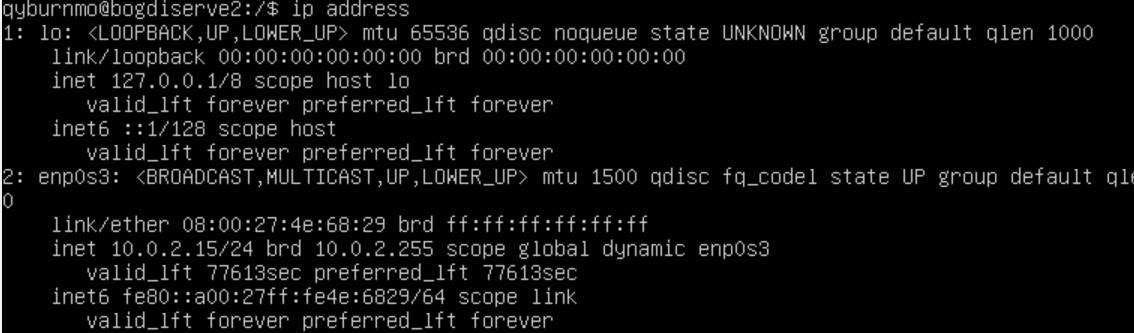 qyburnmo@bogdiserve2:/$ ip address
1: lo: <LOOPBACK,UP,LOWER_UP> mtu 65536 qdisc noqueue state UNKNOWN group default qlen 1000
    link/loopback 00:00:00:00:00:00 brd 00:00:00:00:00:00
    inet 127.0.0.1/8 scope host lo
       valid_lft forever preferred_lft forever
    inet6 ::1/128 scope host
       valid_lft forever preferred_lft forever
2: enp0s3: <BROADCAST,MULTICAST,UP,LOWER_UP> mtu 1500 qdisc fq_codel state UP group default qle
0
    link/ether 08:00:27:4e:68:29 brd ff:ff:ff:ff:ff:ff
    inet 10.0.2.15/24 brd 10.0.2.255 scope global dynamic enp0s3
       valid_lft 77613sec preferred_lft 77613sec
    inet6 fe80::a00:27ff:fe4e:6829/64 scope link
       valid_lft forever preferred_lft forever